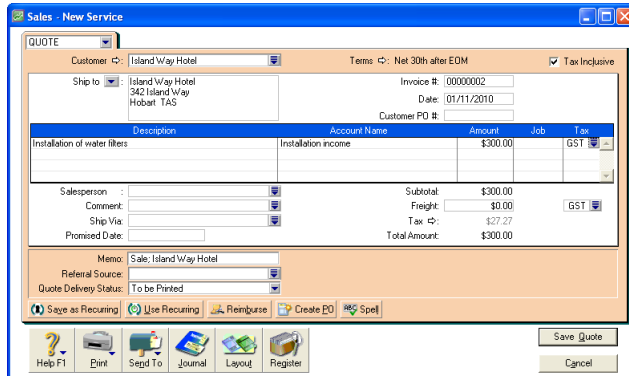 Sales - New Service
QUOTE
Customer ⇨: Island Way Hotel Terms ⇨: Net 30th after EOM Tax Inclusive
Ship to : Island Way Hotel Invoice #: 00000002
342 Island Way
Hobart TAS Date: 01/11/2010
Customer PO #:
Description Account Name Amount Job Tax
Installation of water filters Installation income $300.00 GST
Salesperson : Subtotal: $300.00
Comment: Freight: $0.00 GST
Ship Via: Tax ⇨: $27.27
Promised Date: Total Amount: $300.00
Memo: Sale; Island Way Hotel
Referral Source:
Quote Delivery Status: To be Printed
Save as Recurring Use Recurring Reimburse Create PO ABC Spell
Save Quote
Help F1 Print Send To Journal Layout Register
Cancel